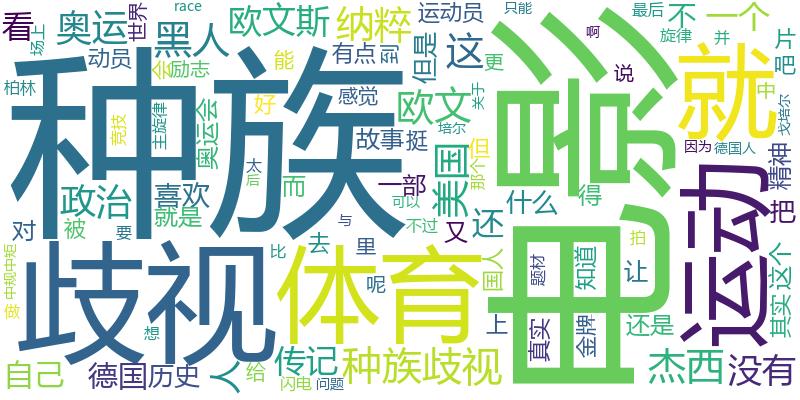 看
奥运
世界
黑人
race
欧文斯
纳粹
运动员
只能
最后
不
一个
场上
动员
会
励志
能
有点
到
但是
这
更
啊
说
旋律
并
片
吧
柏林
种族
电影
就
主旋律
奥运会
竞技
好
感觉
欧文
关于
中
戈培尔
政治
喜欢
就是
故事
挺
培尔
太
后
而
一部
美国
那个
但
因为
德国人
精神
把
运动
对
被
要
与
可以
不过
又
还
什么
得
歧视
体育
比
去
里
呢
国人
上
题材
知道
拍
让
其实
这个
中规中矩
做
想
真实
金牌
还是
自己
德国
历史
人
给
传记
闪电
问题
种族歧视
杰西
没有